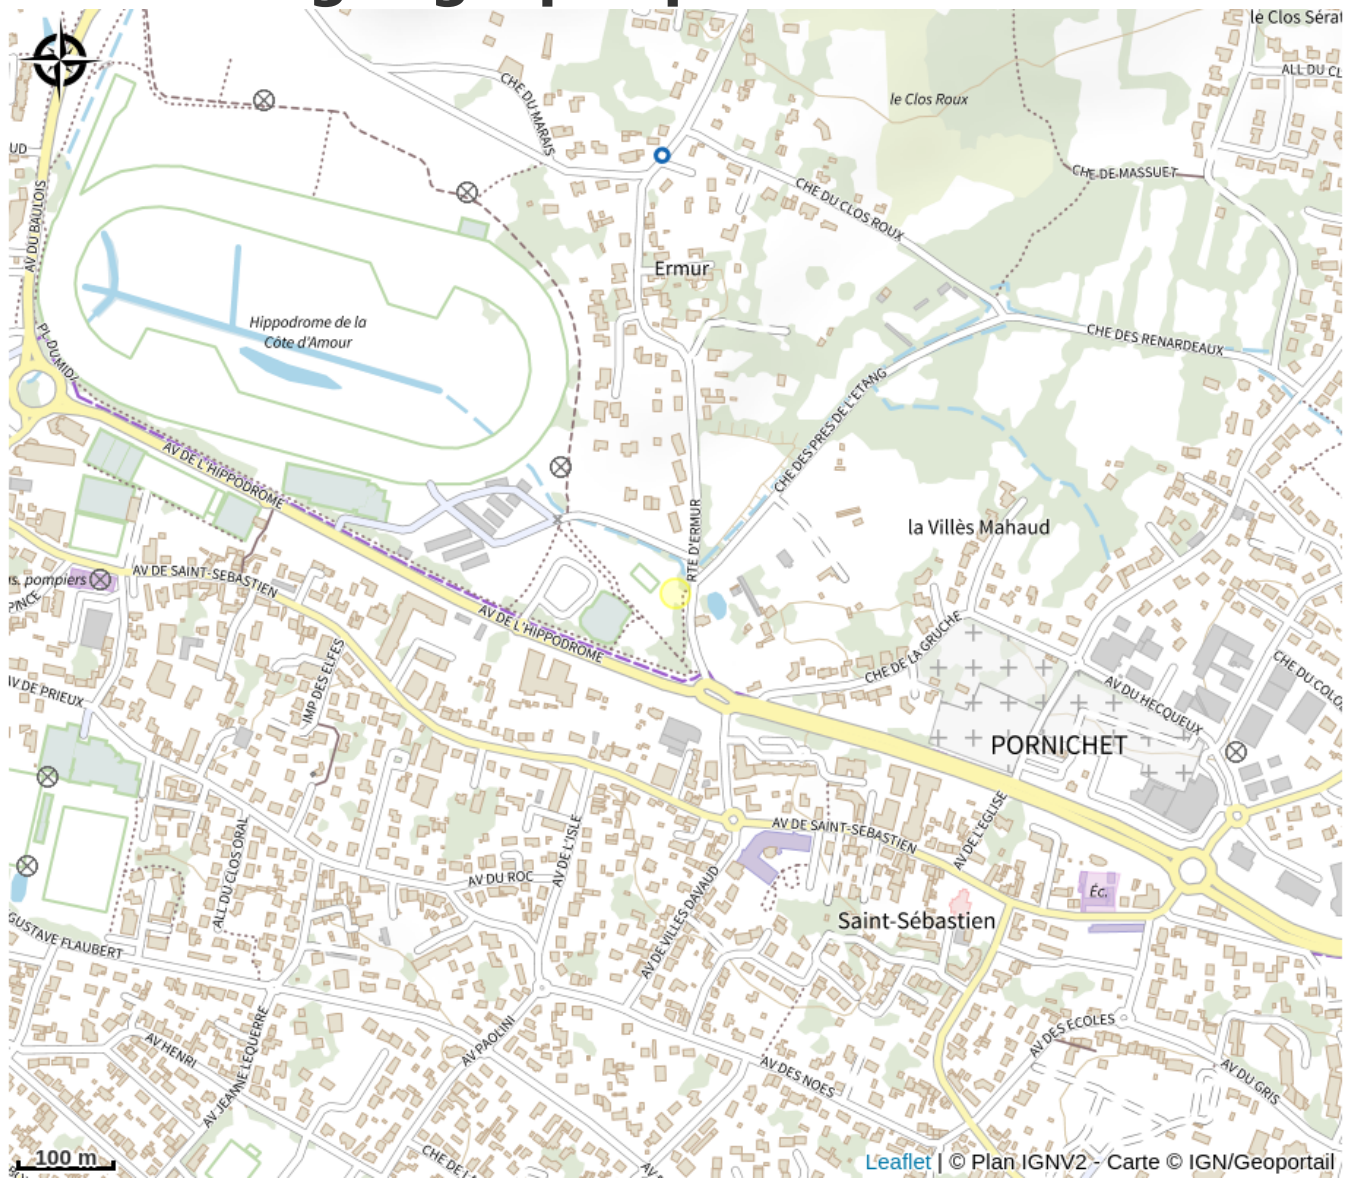 le Clos Sérat
ALL DU CL
CHE DU MARAIS
le Clos Roux
UD
CHE DE MASSUET
CHE DU CLOS ROUX
AV DU BAULOIS
Ermur
Hippodrome de la
Côte d'Amour
CHE DES RENARDEAUX
PL DU MIDI
CHE DES PRES DE L'ETANG
AV DE L'HIPPODROME
RTE D'ERMUR
la Villès Mahaud
AV DE SAINT-SEBASTIEN
s. pompiers
PINCE
AV DE L'HIPPODROME
CHE DE LA GRUCHE
IMP DES ELFES
AV DE PRIEUX
CHE DU COLO
AV DU HECQUEUX
PORNICHET
AV DE SAINT-SEBASTIEN
AV DE L'EGLISE
ALL DU CLOS ORAL
AV DE L'ISLE
AV DU ROC
Éc.
AV DE VILLES DAVAUD
Saint-Sébastien
GUSTAVE FLAUBERT
AV HENRI
AV JEANNE LEQUERRE
AV PAOLINI
AV DES ECOLES
AV DES NOES
AV DU GRIS
CHE DE LA
AV
100 m
Leaflet | © Plan IGNV2 - Carte © IGN/Geoportail